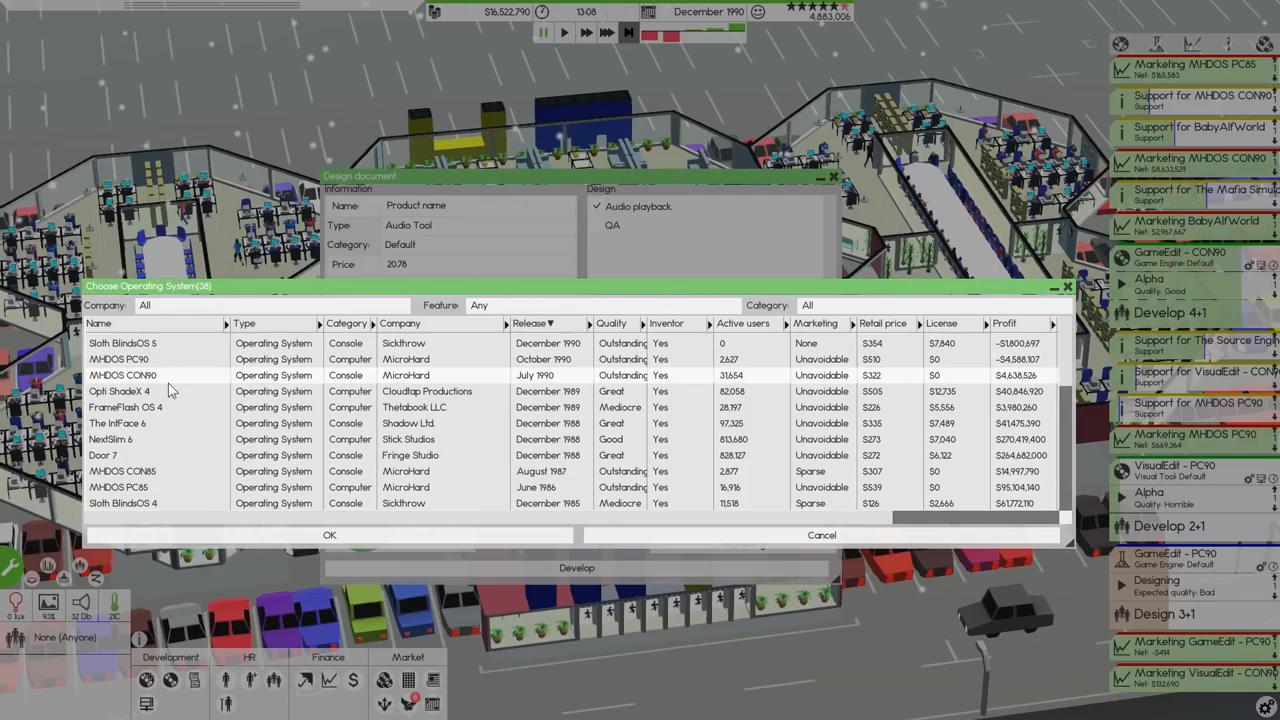 $16,522,790 13:08 December 1990 4,883,006
Marketing MHDOS PC85
Net: $165,583
Support for MHDOS CON90
Support
Support for BabyAlfWorld
Support
Marketing MHDOS CON90
Net: $8,633,529
Support for The Mafia Simul
Support
Marketing BabyAlfWorld
Net: $2,967,667
GameEdit - CON90
Game Engine: Default
Alpha
Quality: Good
Develop 4+1
Support for The Source Engin
Support
Support for VisualEdit - CON90
Support
Support for MHDOS PC90
Support
Marketing MHDOS PC90
Net: $669,364
VisualEdit - PC90
Visual Tool: Default
Alpha
Quality: Horrible
Develop 2+1
GameEdit - PC90
Game Engine: Default
Designing
Expected quality: Bad
Design 3+1
Marketing GameEdit - PC90
Net: -$414
Marketing VisualEdit - PC90
Net: $132,690
Design document
Information Design
Name: Product name Audio playback
Type: Audio Tool QA
Category: Default
Price: 20.78
Choose Operating System(38)
Company: All Feature: Any Category: All
Name Type Category Company Release▼ Quality Inventor Active users Marketing Retail price License Profit
Sloth BlindsOS 5 Operating System Console Sickthrow December 1990 Outstanding Yes 0 None $354 $7,840 -$1,800,697
MHDOS PC90 Operating System Computer MicroHard October 1990 Outstanding Yes 2,627 Unavoidable $510 $0 -$4,588,107
MHDOS CON90 Operating System Console MicroHard July 1990 Outstanding Yes 31,654 Unavoidable $322 $0 $4,638,526
Opti ShadeX 4 Operating System Computer Cloudtap Productions December 1989 Great Yes 82,058 Unavoidable $505 $12,735 $40,846,920
FrameFlash OS 4 Operating System Computer Thetabook LLC December 1989 Mediocre Yes 28,197 Unavoidable $226 $5,556 $3,980,260
The IntFace 6 Operating System Console Shadow Ltd. December 1988 Great Yes 97,325 Unavoidable $335 $7,489 $41,475,390
NextSlim 6 Operating System Computer Stick Studios December 1988 Good Yes 813,680 Unavoidable $273 $7,040 $270,419,000
Door 7 Operating System Console Fringe Studio December 1988 Great Yes 828,127 Unavoidable $272 $6,122 $264,682,000
MHDOS CON85 Operating System Console MicroHard August 1987 Outstanding Yes 2,877 Sparse $307 $0 $14,997,790
MHDOS PC85 Operating System Computer MicroHard June 1986 Outstanding Yes 16,916 Unavoidable $539 $0 $95,104,140
Sloth BlindsOS 4 Operating System Console Sickthrow December 1985 Mediocre Yes 11,518 Sparse $126 $2,666 $61,772,110
OK Cancel
Develop
0 lux 93% 32 Db 21C
None (Anyone)
Development HR Finance Market